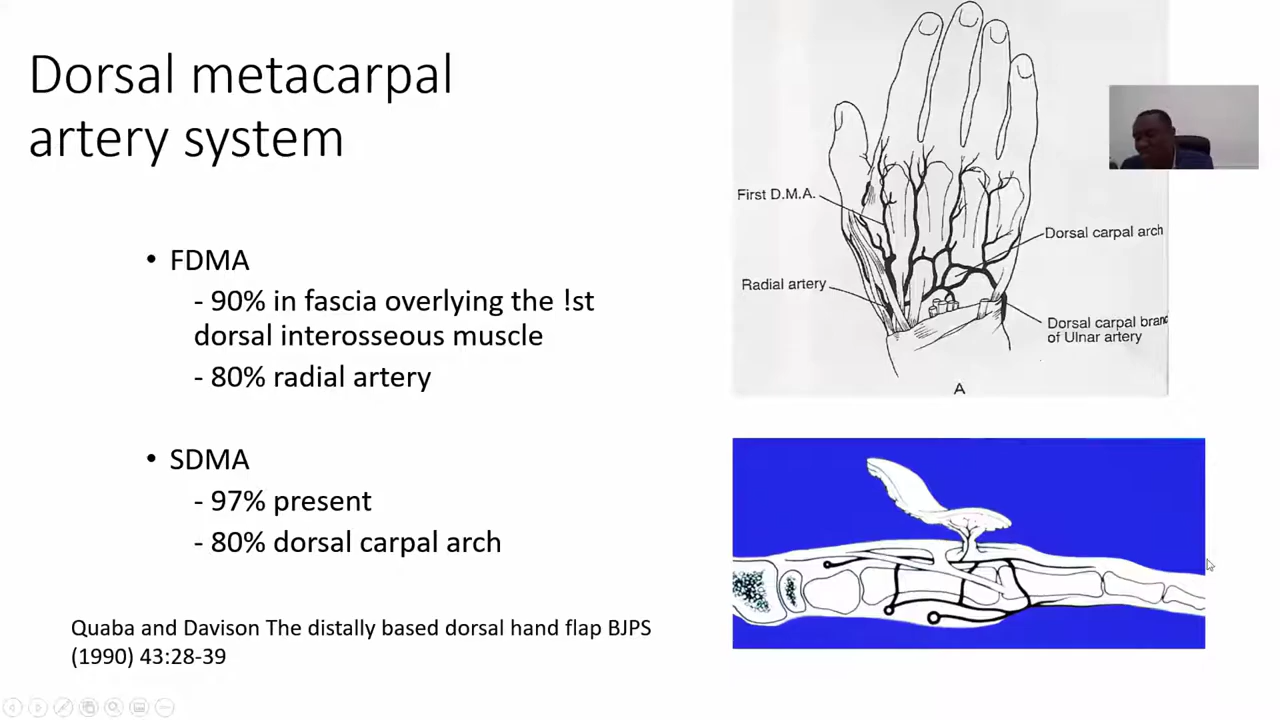 Dorsal metacarpal
artery system
• FDMA
- 90% in fascia overlying the !st
dorsal interosseous muscle
- 80% radial artery
• SDMA
- 97% present
- 80% dorsal carpal arch
Quaba and Davison The distally based dorsal hand flap BJPS
(1990) 43:28-39
First D.M.A.
Dorsal carpal arch
Radial artery
Dorsal carpal branc
of Ulnar artery
A